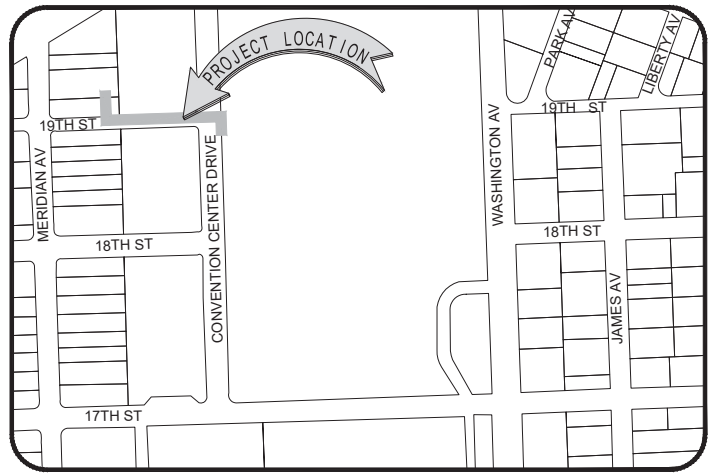 PROJECT LOCATION
PARK AV
LIBERTY AV
19TH ST
19TH ST
MERIDIAN AV
CONVENTION CENTER DRIVE
WASHINGTON AV
18TH ST
18TH ST
JAMES AV
17TH ST